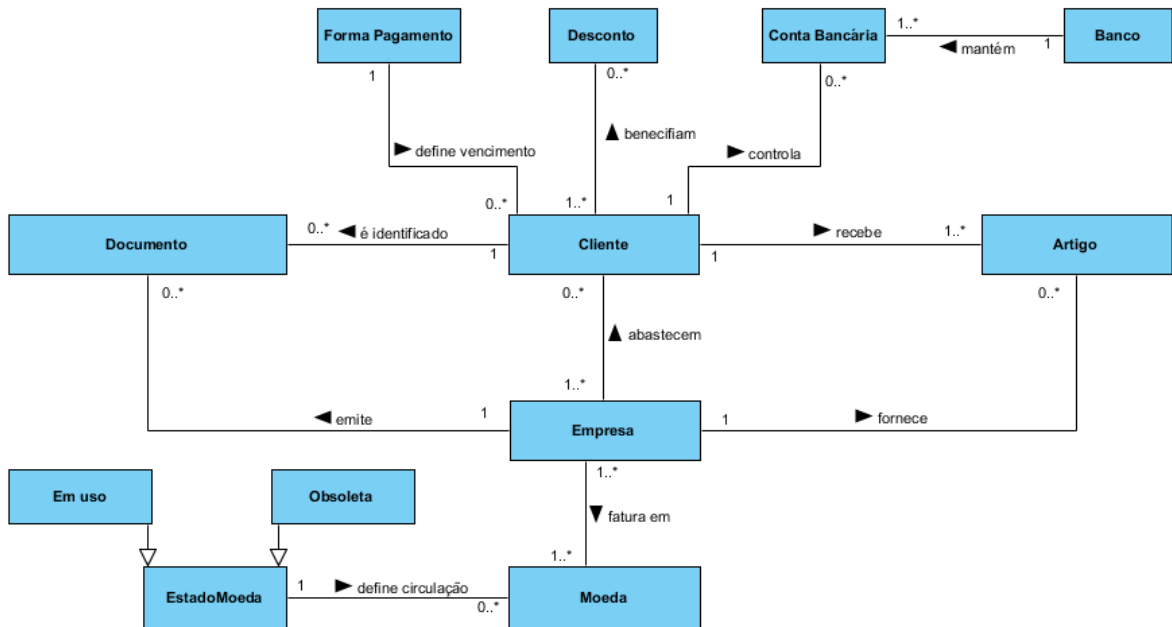 Forma Pagamento
Desconto
Conta Bancária
1..*
mantém
1
Banco
1
0..*
0..*
define vencimento
benecifiam
controla
0..*
1..*
1
Documento
0..*
é identificado
1
Cliente
1
recebe
1..*
Artigo
0..*
0..*
0..*
abastecem
1..*
emite
1
Empresa
1
fornece
1..*
Em uso
Obsoleta
fatura em
1..*
EstadoMoeda
1
define circulação
0..*
Moeda